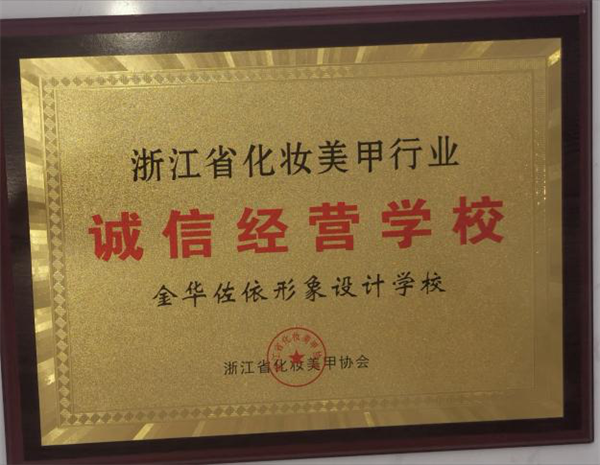 浙江省化妆美甲行业
诚信经营学校
金华佐依形象设计学校
浙江省化妆美甲协会